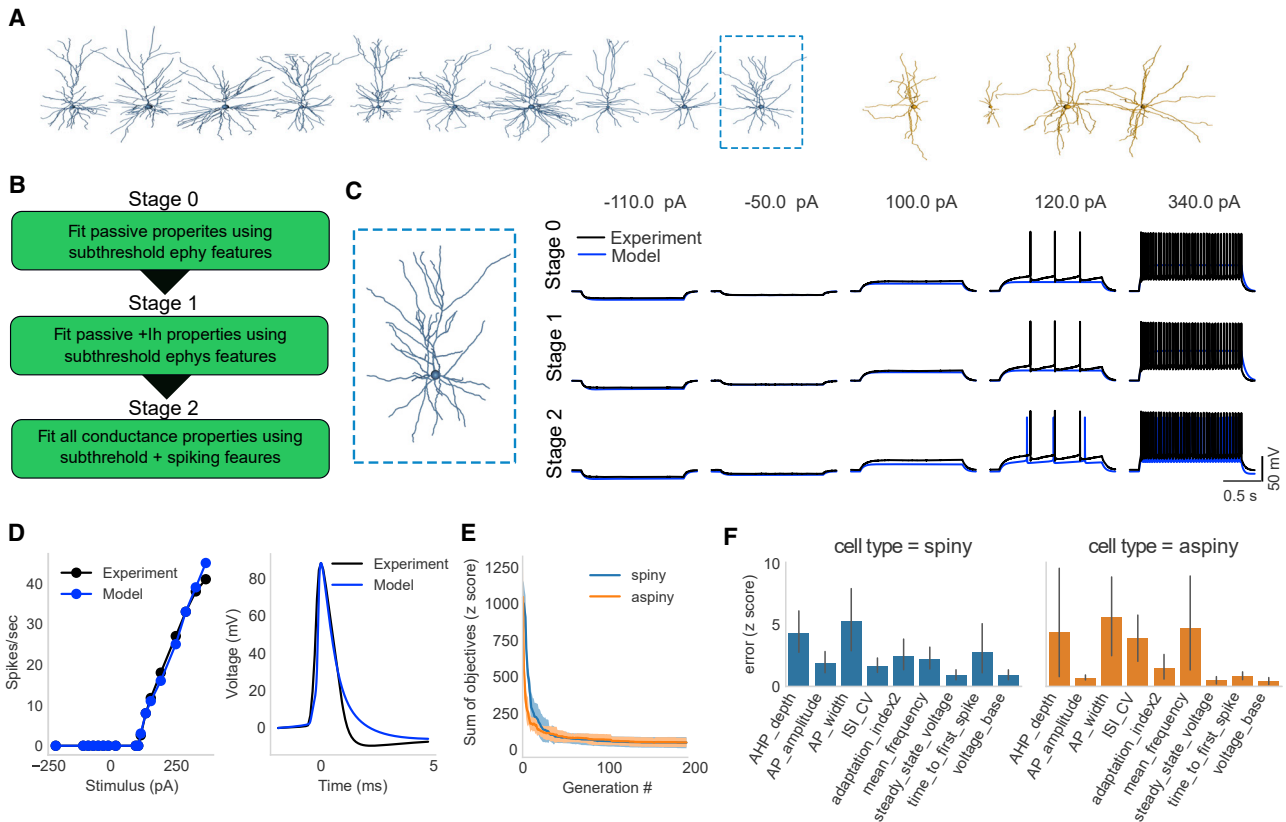 A
B
Stage 0
Fit passive properites using
subthreshold ephy features
Stage 1
Fit passive +Ih properties using
subthreshold ephys features
Stage 2
Fit all conductance properties using
subthrehold + spiking feaures
C
-110.0 pA
-50.0 pA
100.0 pA
120.0 pA
340.0 pA
Stage 0
Experiment
Model
Stage 1
Stage 2
50 mV
0.5 s
D
Spikes/sec
40
30
20
10
0
−250
0
250
Stimulus (pA)
Experiment
Model
Voltage (mV)
80
60
40
20
0
0
5
Time (ms)
Experiment
Model
E
Sum of objectives (z score)
1250
1000
750
500
250
0
0
100
200
Generation #
spiny
aspiny
F
cell type = spiny
cell type = aspiny
error (z score)
10
5
0
AHP_depth
AP_amplitude
AP_width
ISI_CV
adaptation_index2
mean_frequency
steady_state_voltage
time_to_first_spike
voltage_base
AHP_depth
AP_amplitude
AP_width
ISI_CV
adaptation_index2
mean_frequency
steady_state_voltage
time_to_first_spike
voltage_base